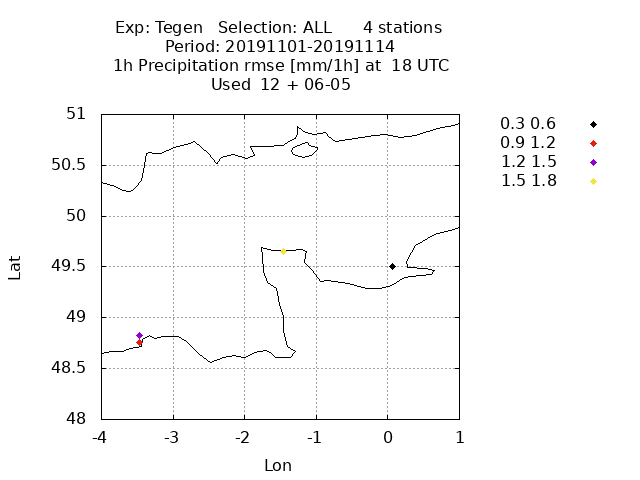 Exp: Tegen   Selection: ALL      4 stations
Period: 20191101-20191114
1h Precipitation rmse [mm/1h] at  18 UTC
Used  12 + 06-05
51
50.5
50
49.5
49
48.5
48
-4 -3 -2 -1 0 1
Lat
Lon
0.3 0.6
0.9 1.2
1.2 1.5
1.5 1.8